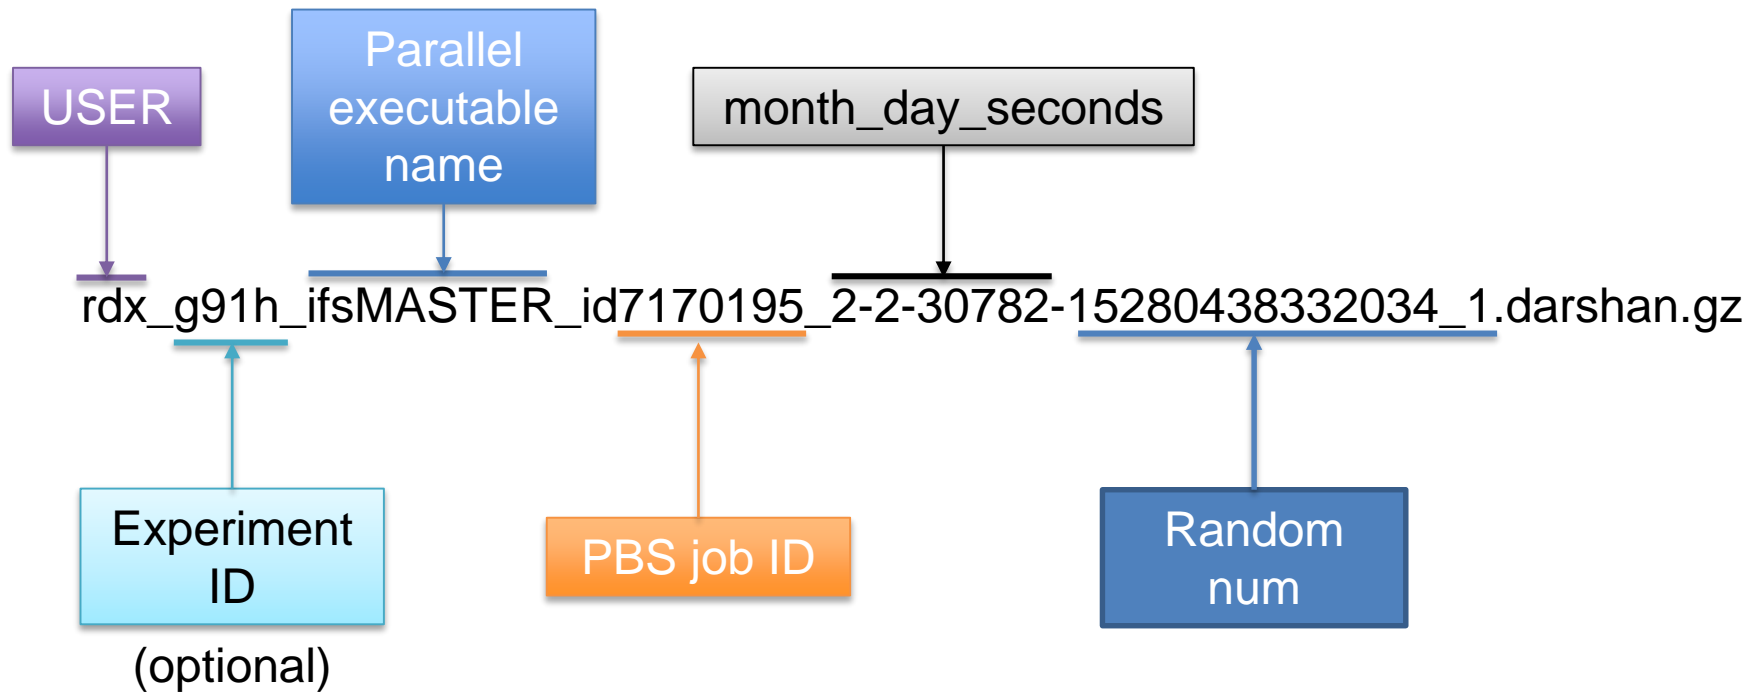 Parallel
executable
name
USER
month_day_seconds
rdx_g91h_ifsMASTER_id7170195_2-2-30782-15280438332034_1.darshan.gz
Experiment
ID
(optional)
PBS job ID
Random
num